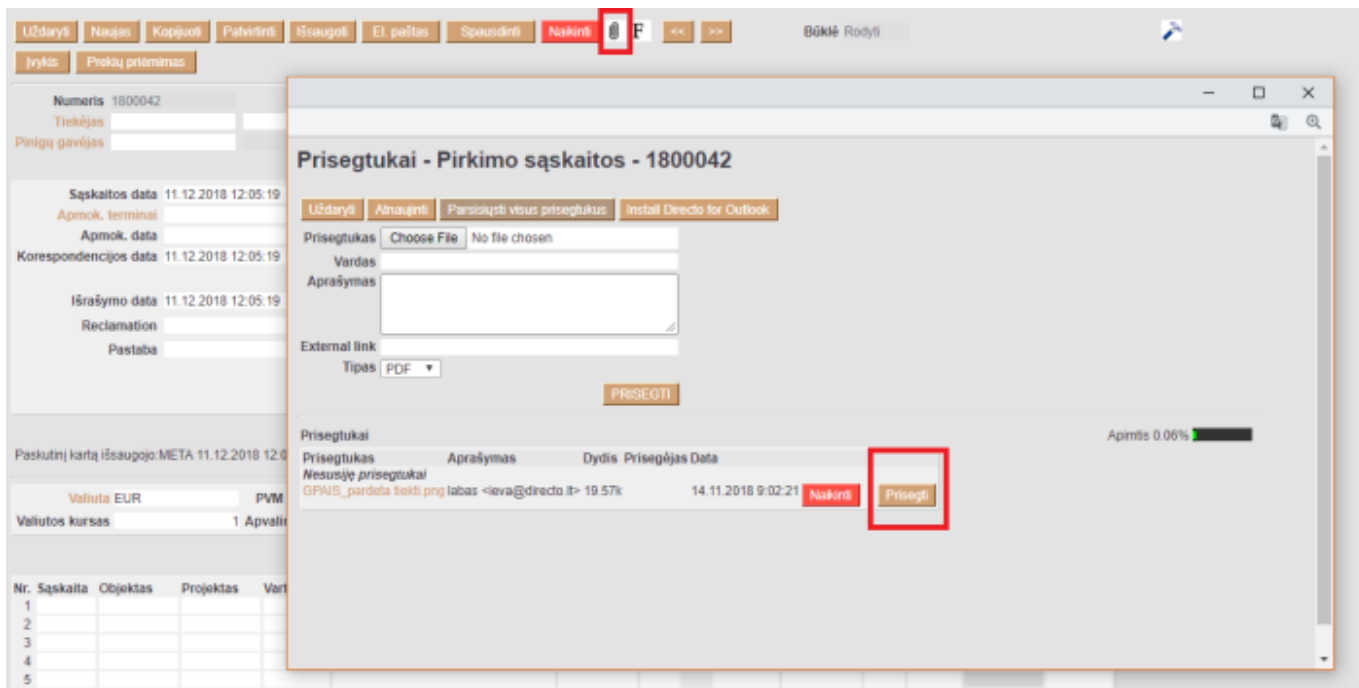 Uždaryti Naujas Kopijuoti Patvirtinti Išsaugoti El. paštas Spausdinti Naikinti F << >> Būklė Rodyti
Įvykis Prekių priėmimas
Numeris 1800042
Tiekėjas
Pinigų gavėjas
Sąskaitos data 11.12.2018 12:05:19
Apmok. terminai
Apmok. data
Korespondencijos data 11.12.2018 12:05:19
Išrašymo data 11.12.2018 12:05:19
Reclamation
Pastaba
Paskutinį kartą išsaugojo:META 11.12.2018 12:0
Valiuta EUR PVM
Valiutos kursas 1 Apvalin
Nr. Sąskaita Objektas Projektas Vart
1
2
3
4
5
Prisegtukai - Pirkimo sąskaitos - 1800042
Uždaryti Atnaujinti Parsisiųsti visus prisegtukus Install Directo for Outlook
Prisegtukas Choose File No file chosen
Vardas
Aprašymas
External link
Tipas PDF
PRISEGTI
Prisegtukai Apimtis 0.06%
Prisegtukas Aprašymas Dydis Prisegėjas Data
Nesusiję prisegtukai
GPAIS_pardeta tiekti.png labas <ieva@directo.lt> 19.57k 14.11.2018 9:02:21 Naikinti Prisegti